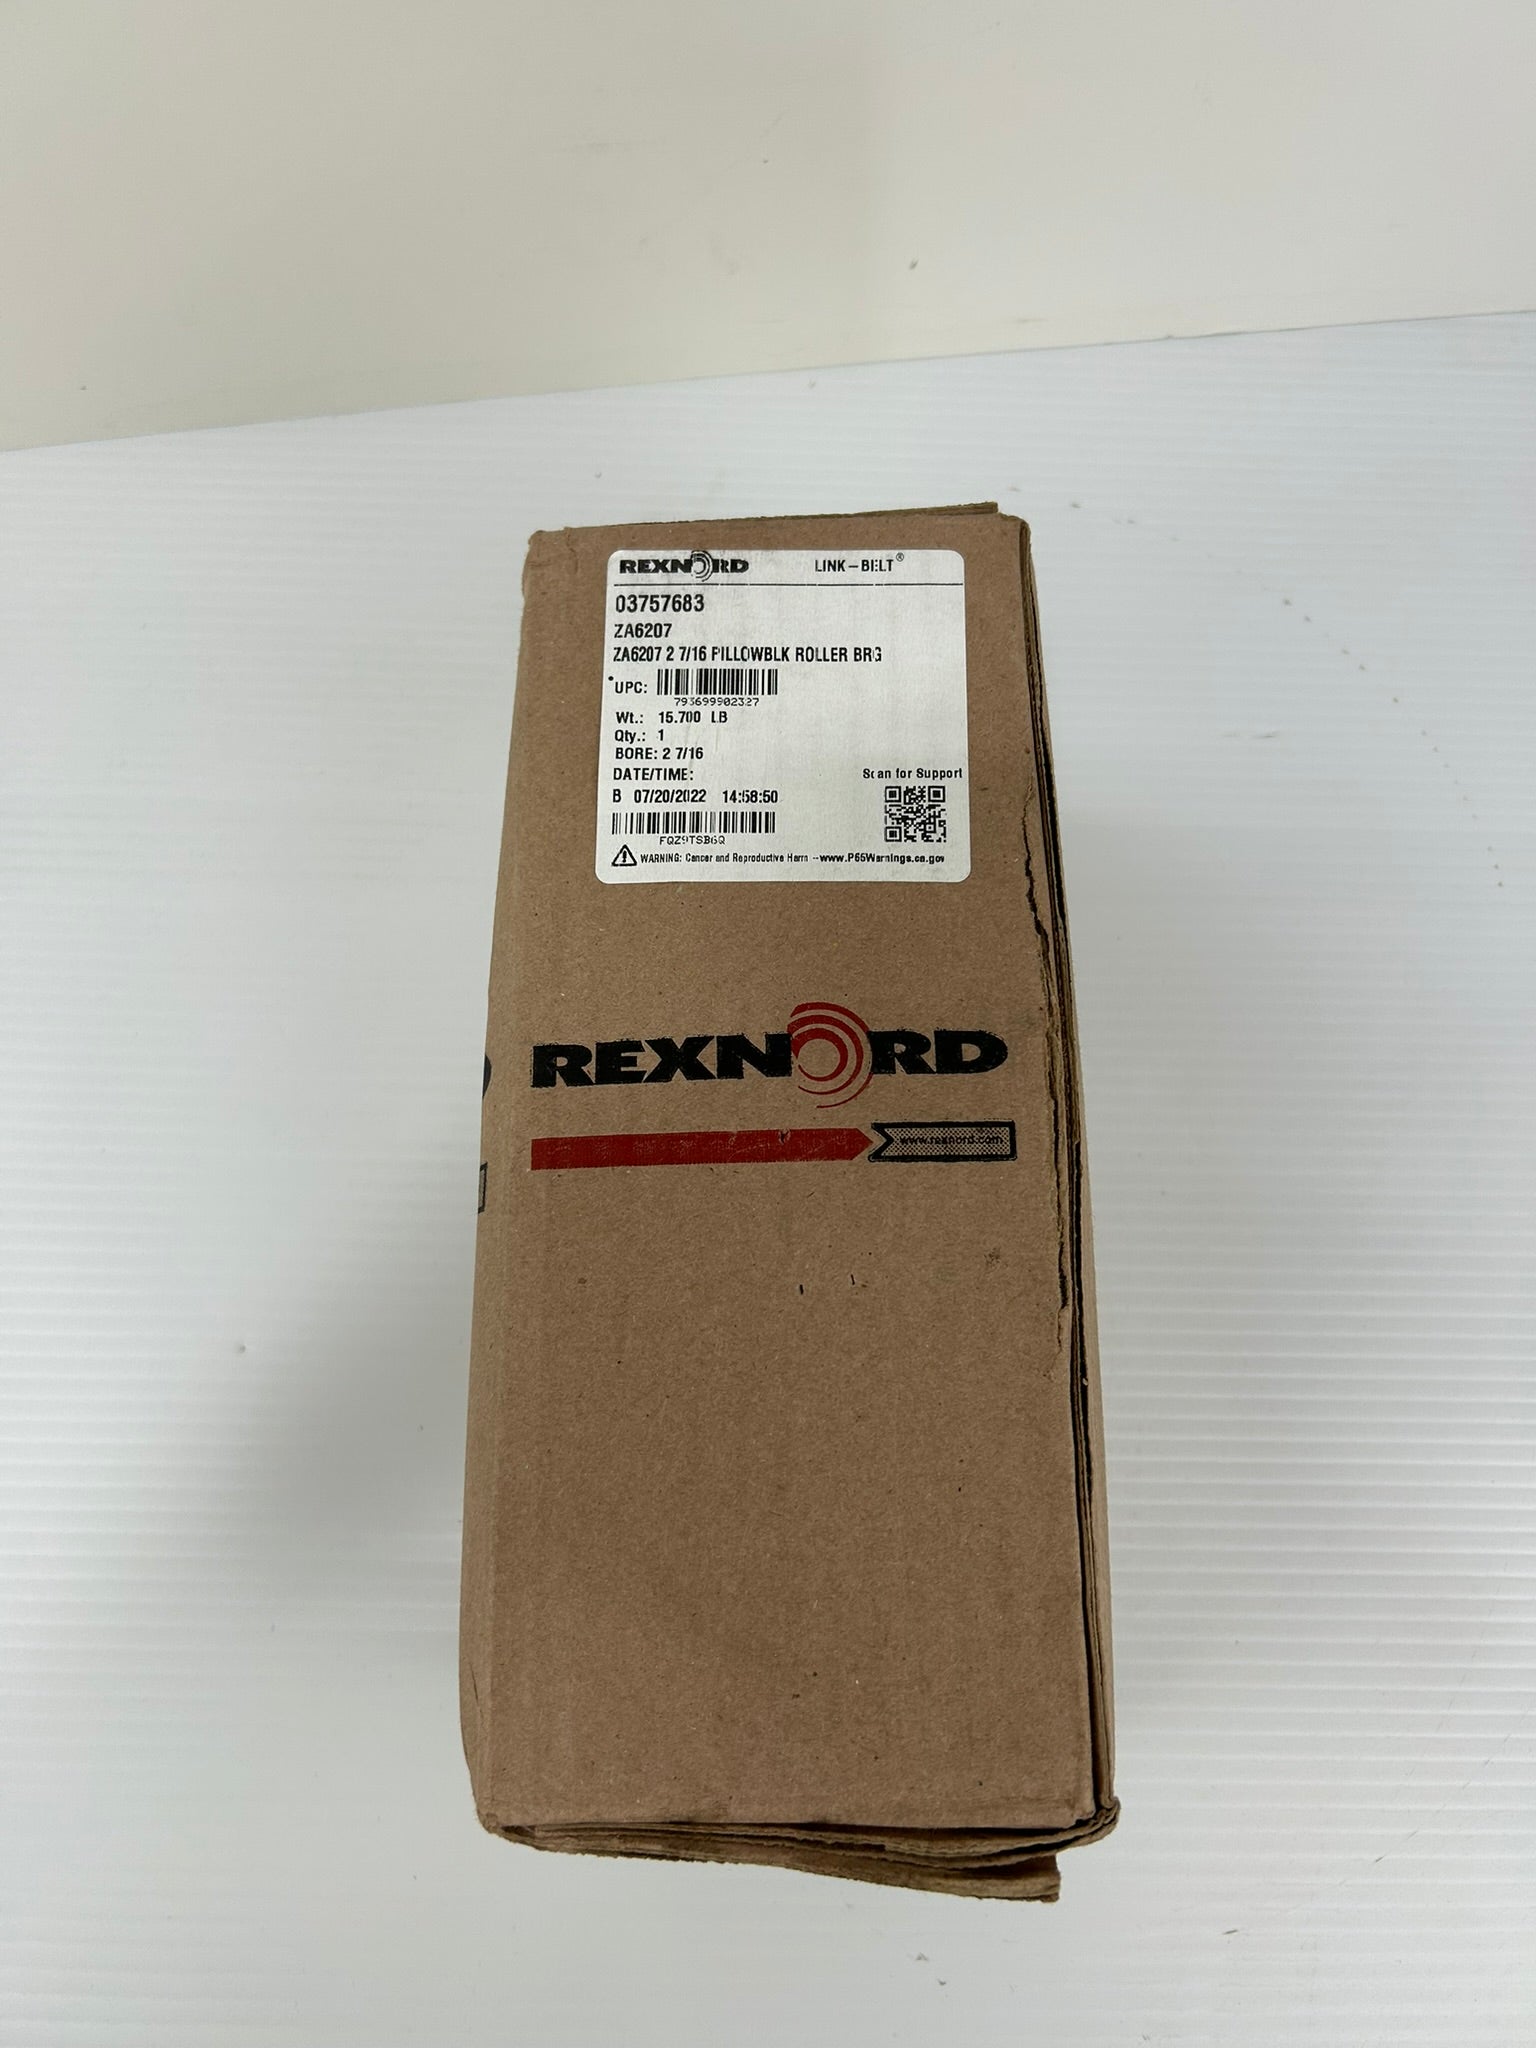 REXNORD LINK-BELT®
03757683
ZA6207
ZA6207 2 7/16 PILLOWBLK ROLLER BRG
UPC:
793699902327
Wt.: 15.700 LB
Qty.: 1
BORE: 2 7/16
DATE/TIME: Scan for Support
B 07/20/2022 14:58:50
FQZ9TSB6Q
WARNING: Cancer and Reproductive Harm --www.P65Warnings.ca.gov
REXNORD
www.rexnord.com